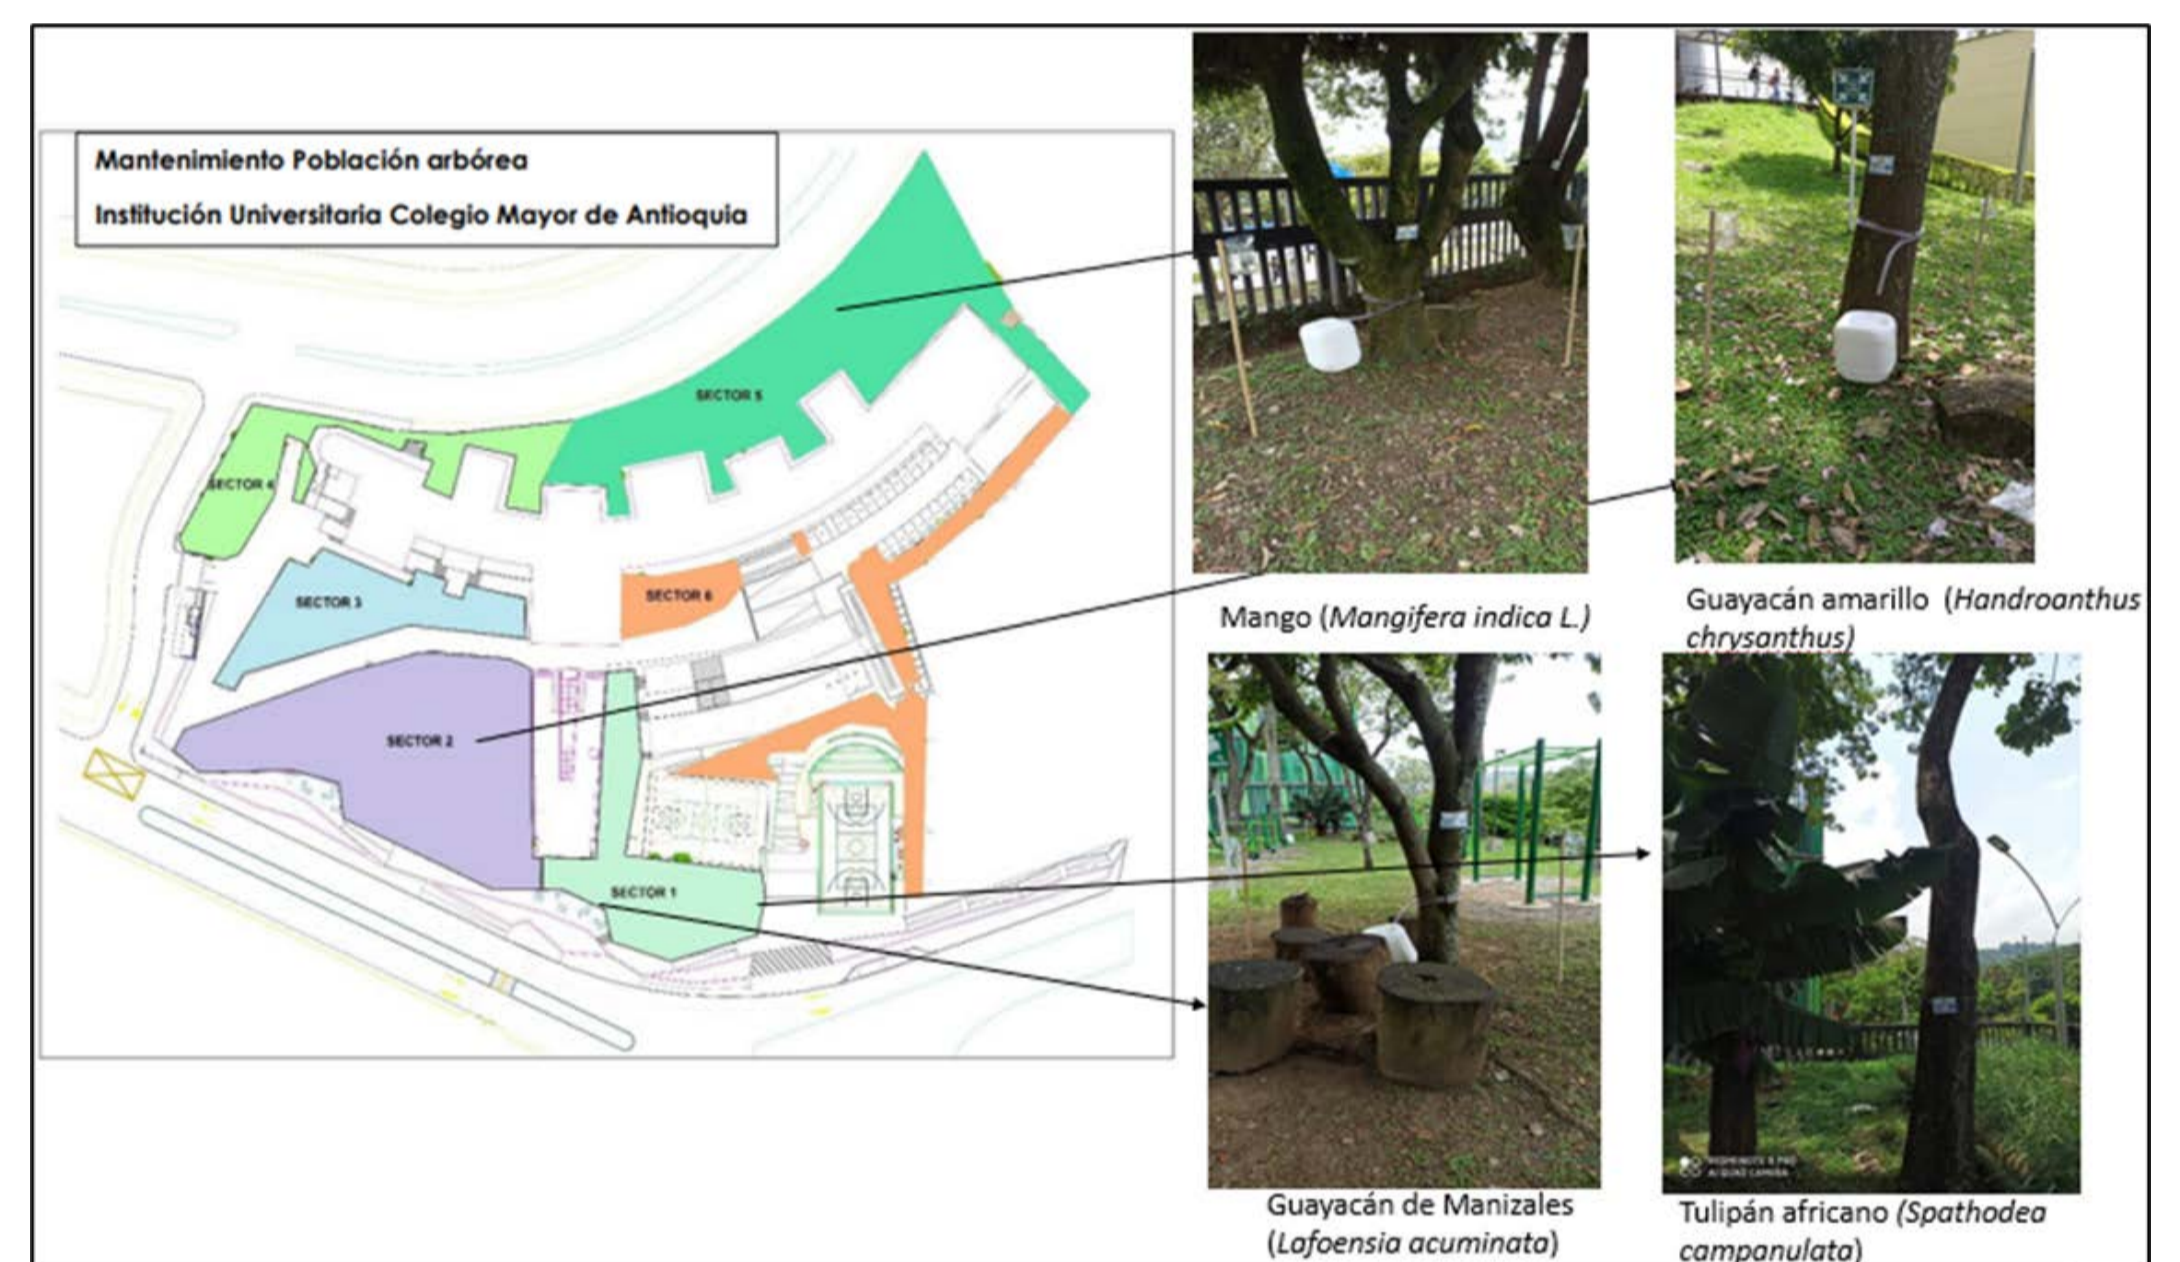 Mantenimiento Población arbórea
Institución Universitaria Colegio Mayor de Antioquia
SECTOR 5
SECTOR 4
SECTOR 3
SECTOR 6
SECTOR 2
SECTOR 1
Mango (Mangifera indica L.)
Guayacán amarillo (Handroanthus
chrysanthus)
Guayacán de Manizales
(Lafoensia acuminata)
Tulipán africano (Spathodea
campanulata)